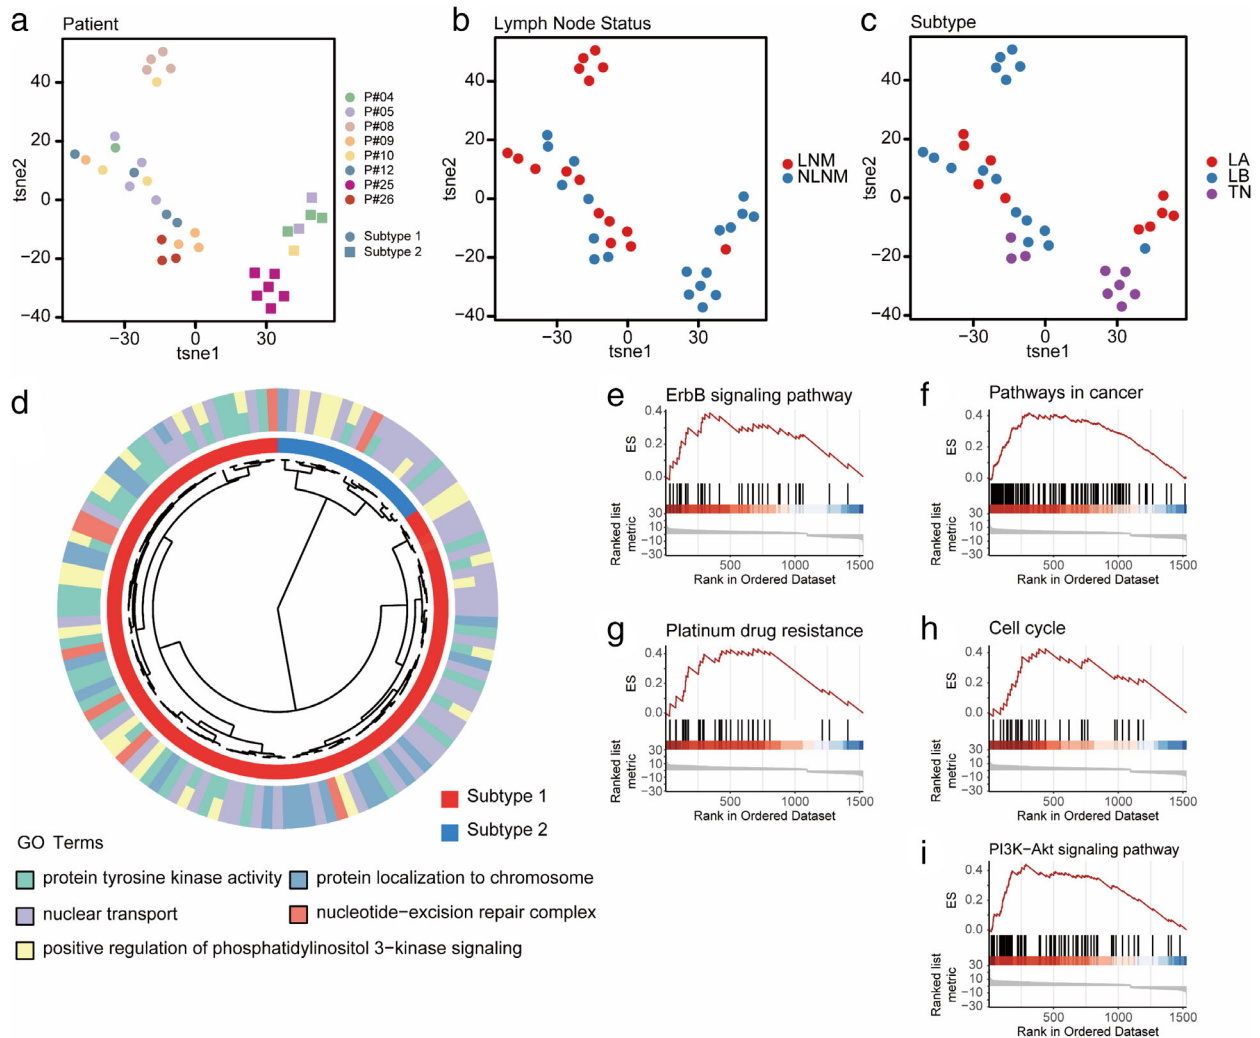 a
Patient
tsne2
40
20
0
−20
−40
−30
0
30
tsne1
P#04
P#05
P#08
P#09
P#10
P#12
P#25
P#26
Subtype 1
Subtype 2
b
Lymph Node Status
tsne2
40
20
0
−20
−40
−30
0
30
tsne1
LNM
NLNM
c
Subtype
tsne2
40
20
0
−20
−40
−30
0
30
tsne1
LA
LB
TN
d
Subtype 1
Subtype 2
GO Terms
protein tyrosine kinase activity
protein localization to chromosome
nuclear transport
nucleotide−excision repair complex
positive regulation of phosphatidylinositol 3−kinase signaling
e
ErbB signaling pathway
ES
0.4
0.2
0.0
Ranked list
metric
30
10
−10
−30
500
1000
1500
Rank in Ordered Dataset
f
Pathways in cancer
ES
0.4
0.2
0.0
Ranked list
metric
30
10
−10
−30
500
1000
1500
Rank in Ordered Dataset
g
Platinum drug resistance
ES
0.4
0.2
0.0
Ranked list
metric
30
10
−10
−30
500
1000
1500
Rank in Ordered Dataset
h
Cell cycle
ES
0.4
0.2
0.0
Ranked list
metric
30
10
−10
−30
500
1000
1500
Rank in Ordered Dataset
i
PI3K−Akt signaling pathway
ES
0.4
0.2
0.0
Ranked list
metric
30
10
−10
−30
500
1000
1500
Rank in Ordered Dataset